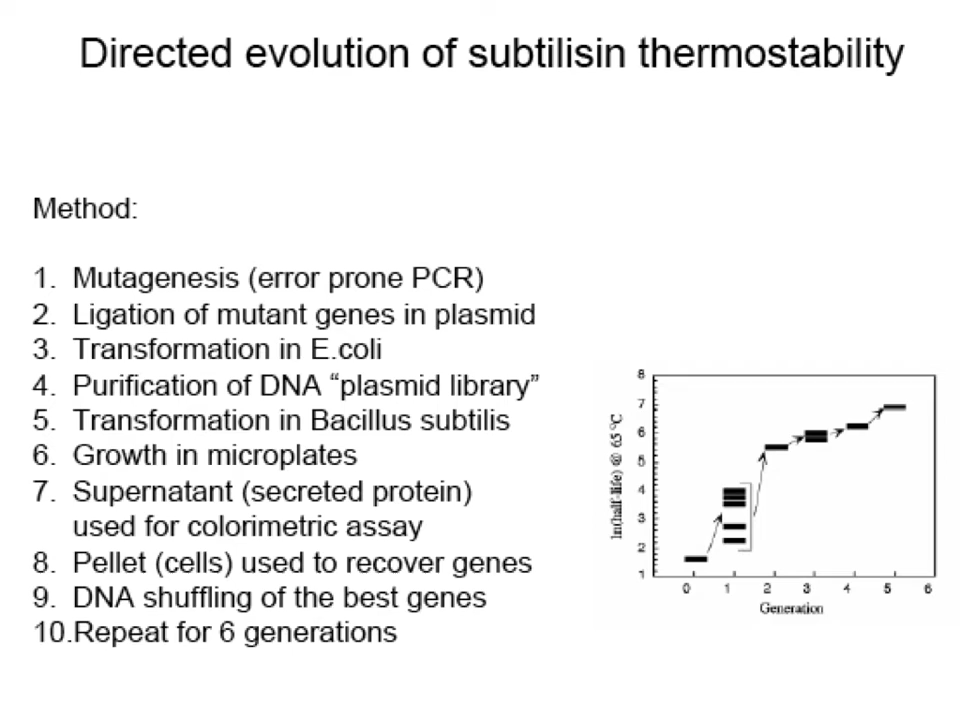 Directed evolution of subtilisin thermostability
Method:
1. Mutagenesis (error prone PCR)
2. Ligation of mutant genes in plasmid
3. Transformation in E.coli
4. Purification of DNA “plasmid library”
5. Transformation in Bacillus subtilis
6. Growth in microplates
7. Supernatant (secreted protein)
used for colorimetric assay
8. Pellet (cells) used to recover genes
9. DNA shuffling of the best genes
10.Repeat for 6 generations
ln(half-life) @ 65 °C
8
7
6
5
4
3
2
1
0 1 2 3 4 5 6
Generation